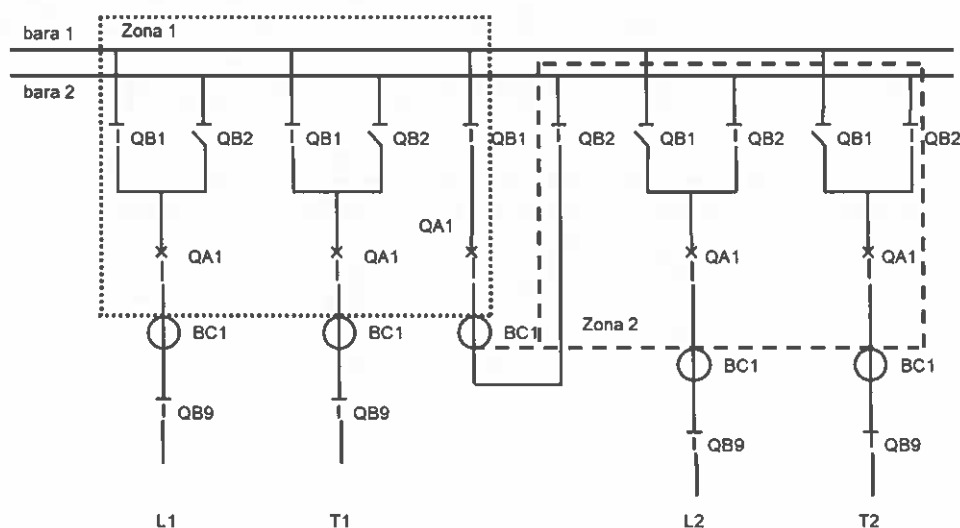 bara 1
Zona 1
bara 2
QB1
QB2
QB1
QB2
QB1
QB2
QB1
QB2
QB1
QB2
QA1
QA1
QA1
QA1
QA1
Zona 2
BC1
BC1
BC1
BC1
BC1
QB9
QB9
QB9
QB9
L1
T1
L2
T2